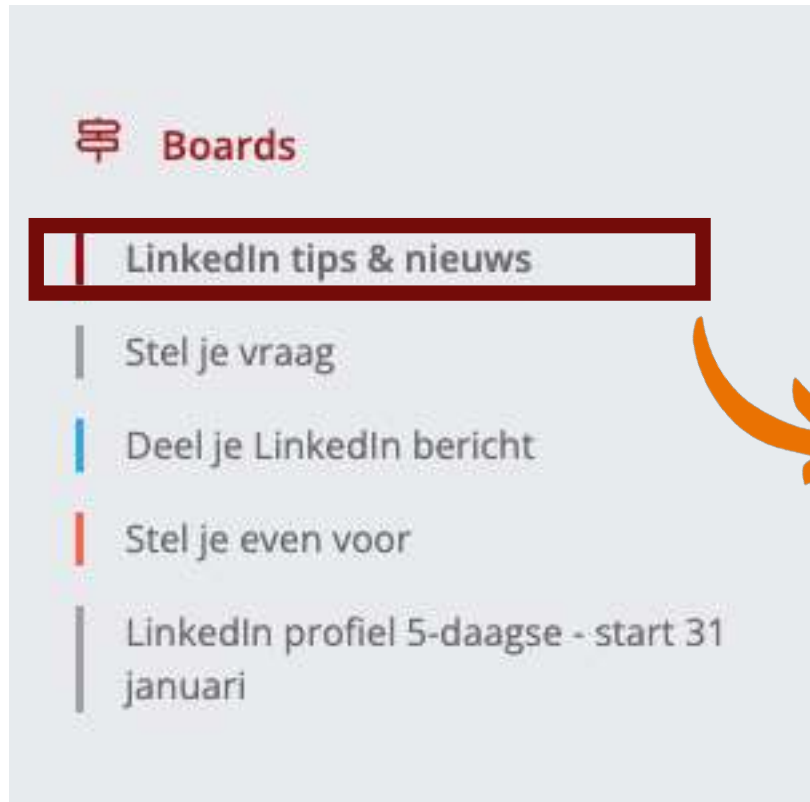 Boards
LinkedIn tips & nieuws
Stel je vraag
Deel je LinkedIn bericht
Stel je even voor
LinkedIn profiel 5-daagse - start 31
januari